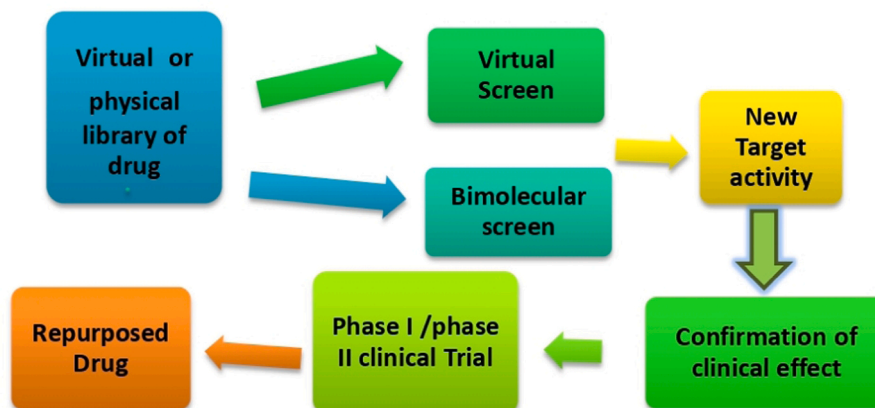 Virtual or
physical
library of
drug
Virtual
Screen
Bimolecular
screen
New
Target
activity
Confirmation of
clinical effect
Phase I /phase
II clinical Trial
Repurposed
Drug